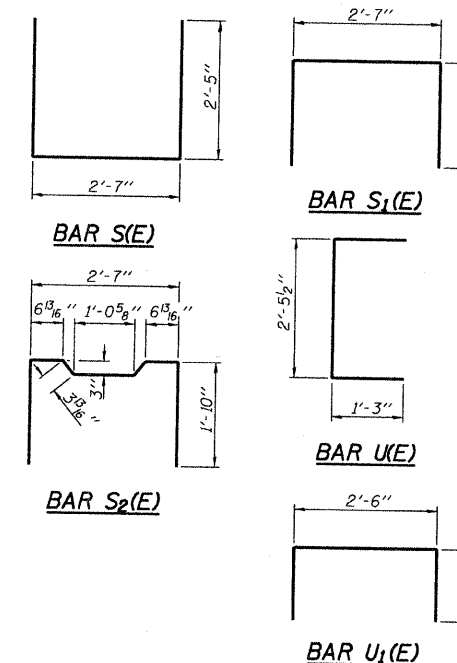 2'-5"
2'-7"
BAR S(E)
2'-7"
BAR S1(E)
2'-7"
6 13/16" 1'-0 5/8" 6 13/16"
3"
3 13/16"
1'-10"
BAR S2(E)
2'-5 1/2"
1'-3"
BAR U(E)
2'-6"
BAR U1(E)